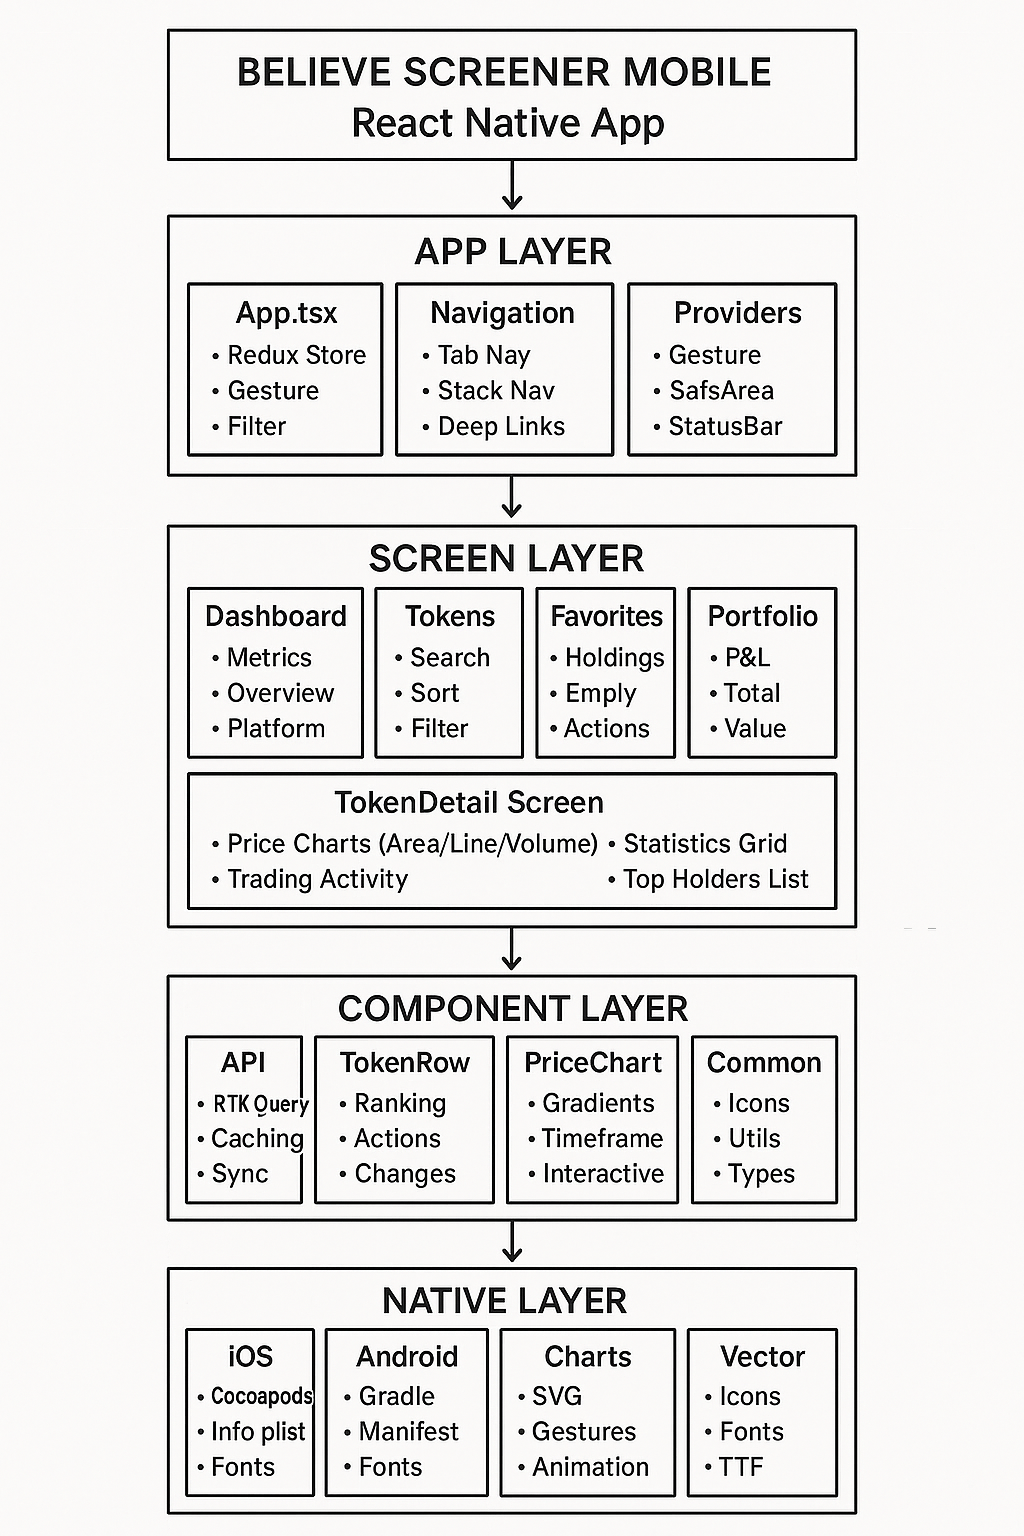 BELIEVE SCREENER MOBILE
React Native App
APP LAYER
App.tsx
• Redux Store
• Gesture
• Filter
Navigation
• Tab Nay
• Stack Nav
• Deep Links
Providers
• Gesture
• SafsArea
• StatusBar
SCREEN LAYER
Dashboard
• Metrics
• Overview
• Platform
Tokens
• Search
• Sort
• Filter
Favorites
• Holdings
• Emply
• Actions
Portfolio
• P&L
• Total
• Value
TokenDetail Screen
• Price Charts (Area/Line/Volume) • Statistics Grid
• Trading Activity • Top Holders List
COMPONENT LAYER
API
• RTK Query
• Caching
• Sync
TokenRow
• Ranking
• Actions
• Changes
PriceChart
• Gradients
• Timeframe
• Interactive
Common
• Icons
• Utils
• Types
NATIVE LAYER
iOS
• Cocoapods
• Info plist
• Fonts
Android
• Gradle
• Manifest
• Fonts
Charts
• SVG
• Gestures
• Animation
Vector
• Icons
• Fonts
• TTF